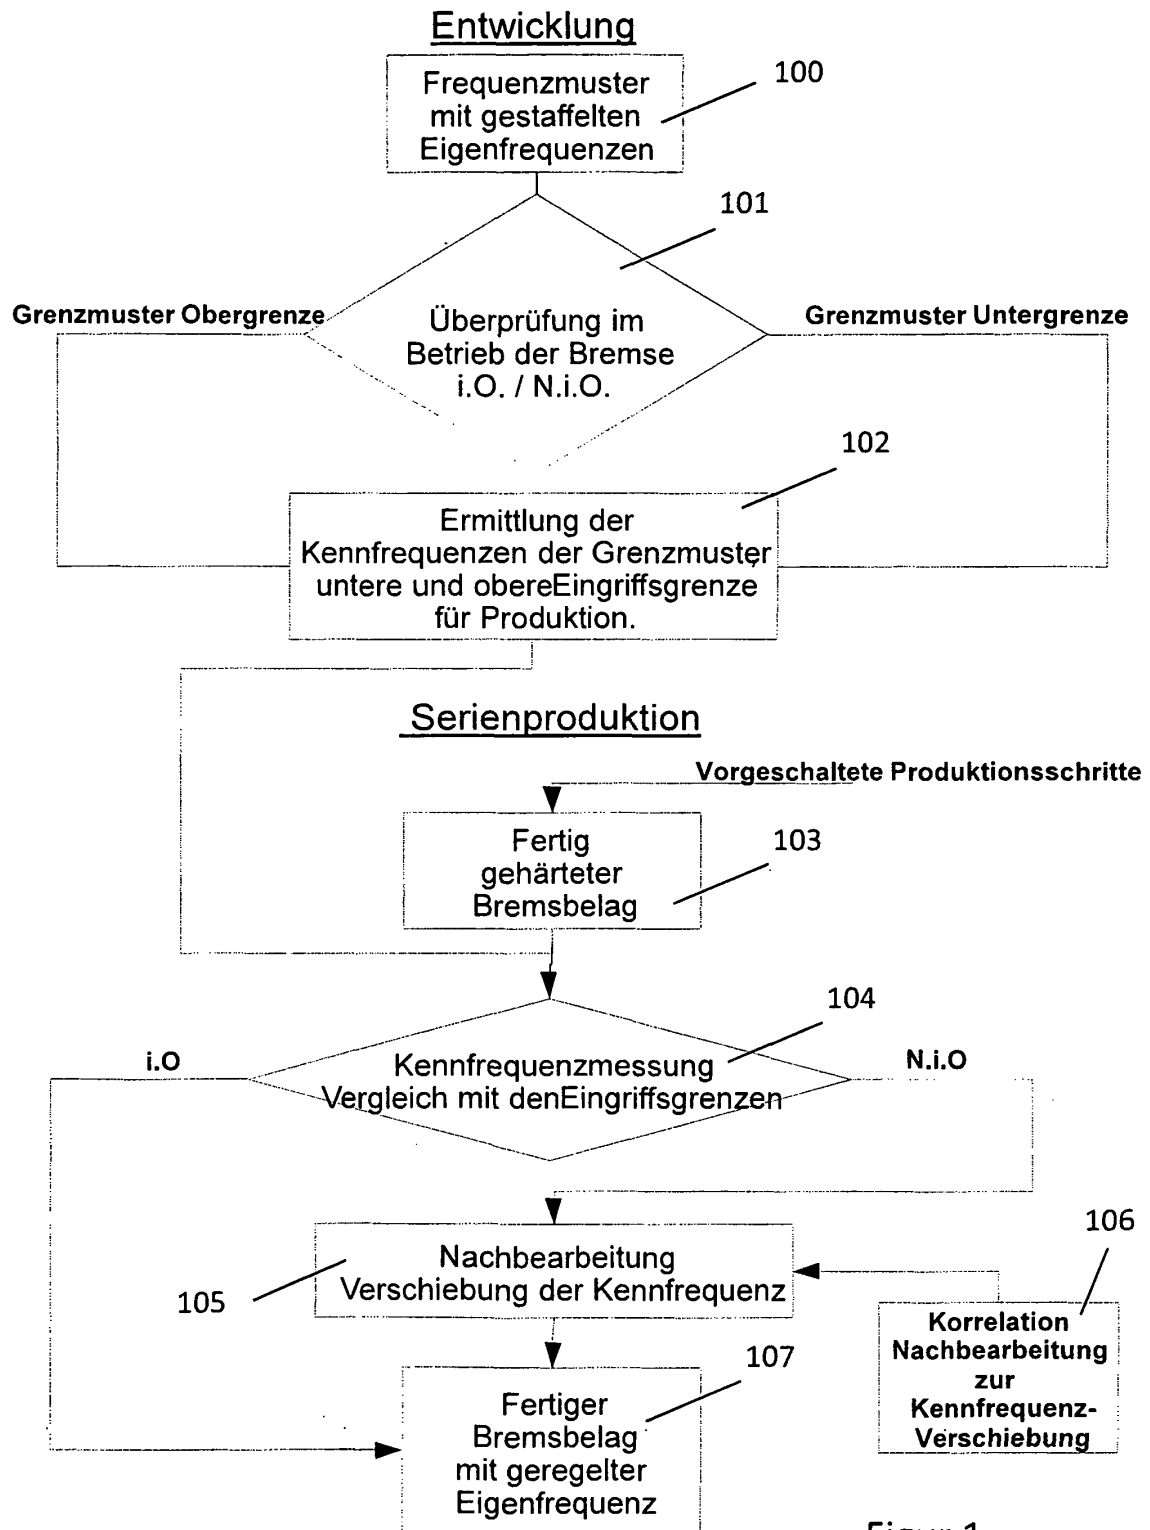 Entwicklung
Frequenzmuster
mit gestaffelten
Eigenfrequenzen
100
101
Grenzmuster Obergrenze
Grenzmuster Untergrenze
Überprüfung im
Betrieb der Bremse
i.O. / N.i.O.
102
Ermittlung der
Kennfrequenzen der Grenzmuster
untere und obereEingriffsgrenze
für Produktion.
Serienproduktion
Vorgeschaltete Produktionsschritte
Fertig
gehärteter
Bremsbelag
103
104
i.O
N.i.O
Kennfrequenzmessung
Vergleich mit denEingriffsgrenzen
Nachbearbeitung
Verschiebung der Kennfrequenz
105
106
Korrelation
Nachbearbeitung
zur
Kennfrequenz-
Verschiebung
107
Fertiger
Bremsbelag
mit geregelter
Eigenfrequenz
Figur 1